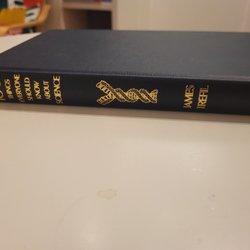 THINGS
EVERYONE
SHOULD
KNOW
ABOUT
SCIENCE
JAMES
TREFIL